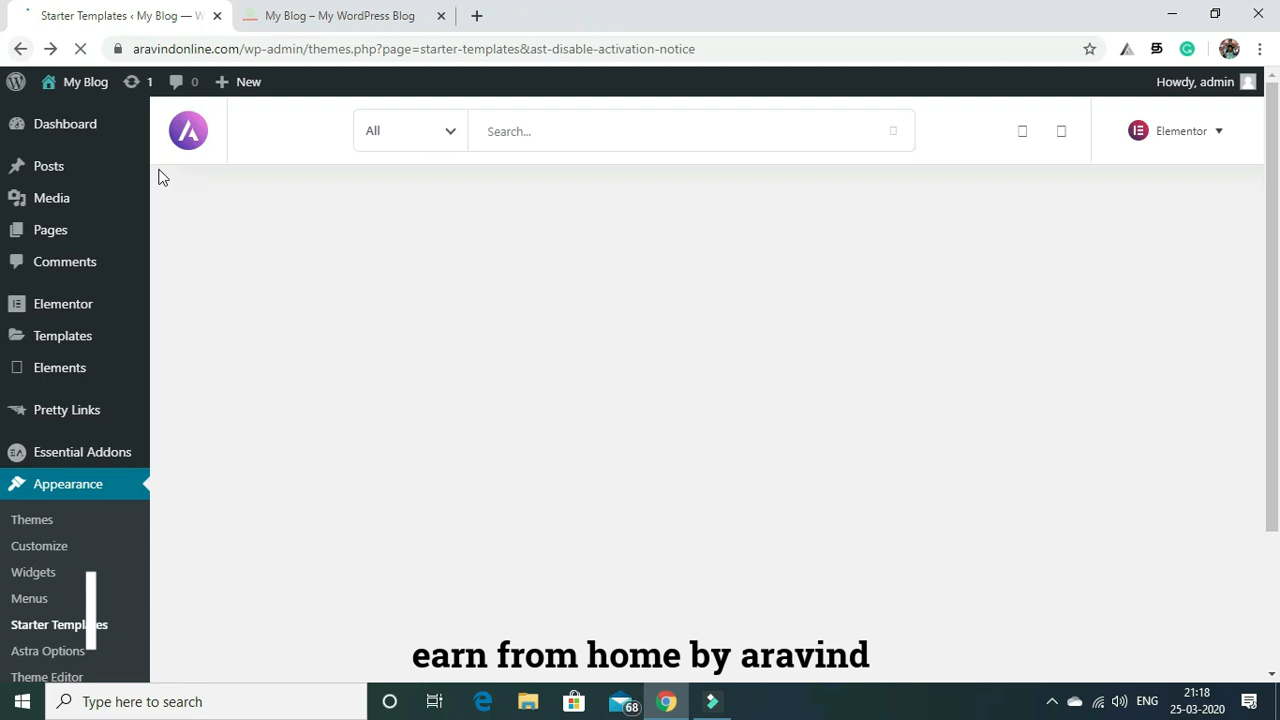 Starter Templates ‹ My Blog — W
My Blog – My WordPress Blog
aravindonline.com/wp-admin/themes.php?page=starter-templates&ast-disable-activation-notice
My Blog
1
0
New
Howdy, admin
Dashboard
Posts
Media
Pages
Comments
Elementor
Templates
Elements
Pretty Links
Essential Addons
Appearance
Themes
Customize
Widgets
Menus
Starter Templates
Astra Options
Theme Editor
All
Search...
Elementor
earn from home by aravind
Type here to search
68
ENG
21:18
25-03-2020